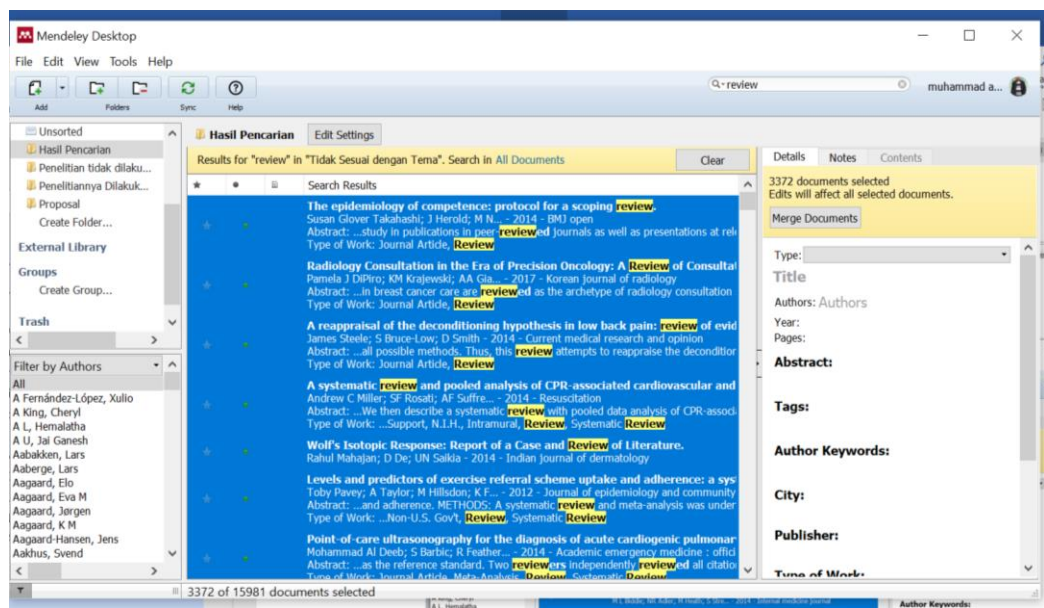 Mendeley Desktop
File Edit View Tools Help
review
muhammad a...
Add Folders Sync Help
Unsorted
Hasil Pencarian
Penelitian tidak dilaku...
Penelitiannya Dilakuk...
Proposal
Create Folder...
External Library
Groups
Create Group...
Trash
Filter by Authors
All
A Fernández-López, Xulio
A King, Cheryl
A L, Hemalatha
A U, Jai Ganesh
Aabakken, Lars
Aaberge, Lars
Aagaard, Elo
Aagaard, Eva M
Aagaard, Jørgen
Aagaard, K M
Aagaard-Hansen, Jens
Aakhus, Svend
Hasil Pencarian Edit Settings
Results for "review" in "Tidak Sesuai dengan Tema". Search in All Documents Clear
Search Results
The epidemiology of competence: protocol for a scoping review.
Susan Glover Takahashi; J Herold; M N... - 2014 - BMJ open
Abstract: ...study in publications in peer-reviewed journals as well as presentations at rele
Type of Work: Journal Article, Review
Radiology Consultation in the Era of Precision Oncology: A Review of Consultat
Pamela J DiPiro; KM Krajewski; AA Gia... - 2017 - Korean journal of radiology
Abstract: ...in breast cancer care are reviewed as the archetype of radiology consultation
Type of Work: Journal Article, Review
A reappraisal of the deconditioning hypothesis in low back pain: review of evid
James Steele; S Bruce-Low; D Smith - 2014 - Current medical research and opinion
Abstract: ...all possible methods. Thus, this review attempts to reappraise the decondition
Type of Work: Journal Article, Review
A systematic review and pooled analysis of CPR-associated cardiovascular and
Andrew C Miller; SF Rosati; AF Suffre... - 2014 - Resuscitation
Abstract: ...We then describe a systematic review with pooled data analysis of CPR-associ
Type of Work: ...Support, N.I.H., Intramural, Review, Systematic Review
Wolf's Isotopic Response: Report of a Case and Review of Literature.
Rahul Mahajan; D De; UN Saikia - 2014 - Indian journal of dermatology
Levels and predictors of exercise referral scheme uptake and adherence: a sys
Toby Pavey; A Taylor; M Hillsdon; K F... - 2012 - Journal of epidemiology and community
Abstract: ...and adherence. METHODS: A systematic review and meta-analysis was under
Type of Work: ...Non-U.S. Gov't, Review, Systematic Review
Point-of-care ultrasonography for the diagnosis of acute cardiogenic pulmonar
Mohammad Al Deeb; S Barbic; R Feather... - 2014 - Academic emergency medicine : offici
Abstract: ...as the reference standard. Two reviewers independently reviewed all citatio
Type of Work: Journal Article, Meta-Analysis, Review, Systematic Review
3372 of 15981 documents selected
Details Notes Contents
3372 documents selected
Edits will affect all selected documents.
Merge Documents
Type:
Title
Authors: Authors
Year:
Pages:
Abstract:
Tags:
Author Keywords:
City:
Publisher:
Type of Work:
A L, Hemalatha
Author Keywords: